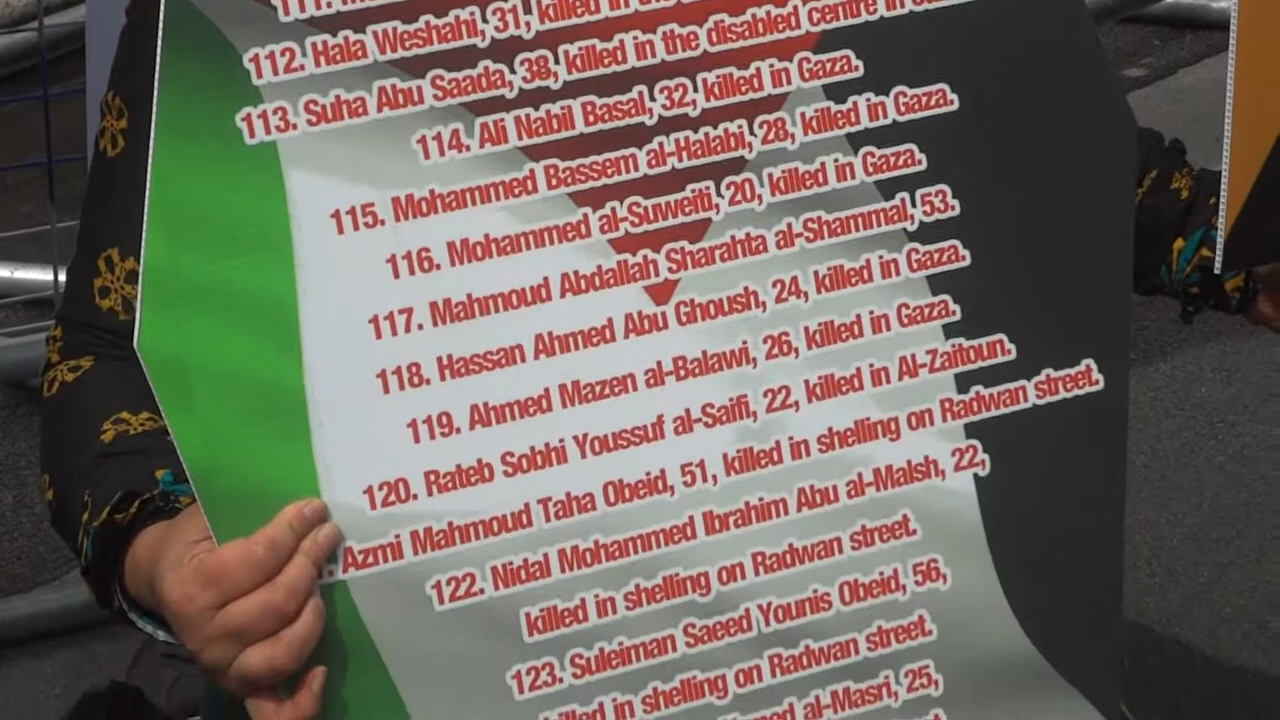 111.
112. Hala Weshahi, 31, killed in the
113. Suha Abu Saada, 38, killed in the disabled centre in
114. Ali Nabil Basal, 32, killed in Gaza.
115. Mohammed Bassem al-Halabi, 28, killed in Gaza.
116. Mohammed al-Suweiti, 20, killed in Gaza.
117. Mahmoud Abdallah Sharahta al-Shammal, 53.
118. Hassan Ahmed Abu Ghoush, 24, killed in Gaza.
119. Ahmed Mazen al-Balawi, 26, killed in Gaza.
120. Rateb Sobhi Youssuf al-Saifi, 22, killed in Al-Zaitoun.
Azmi Mahmoud Taha Obeid, 51, killed in shelling on Radwan street.
122. Nidal Mohammed Ibrahim Abu al-Malsh, 22,
killed in shelling on Radwan street.
123. Suleiman Saeed Younis Obeid, 56,
killed in shelling on Radwan street.
al-Masri, 25,